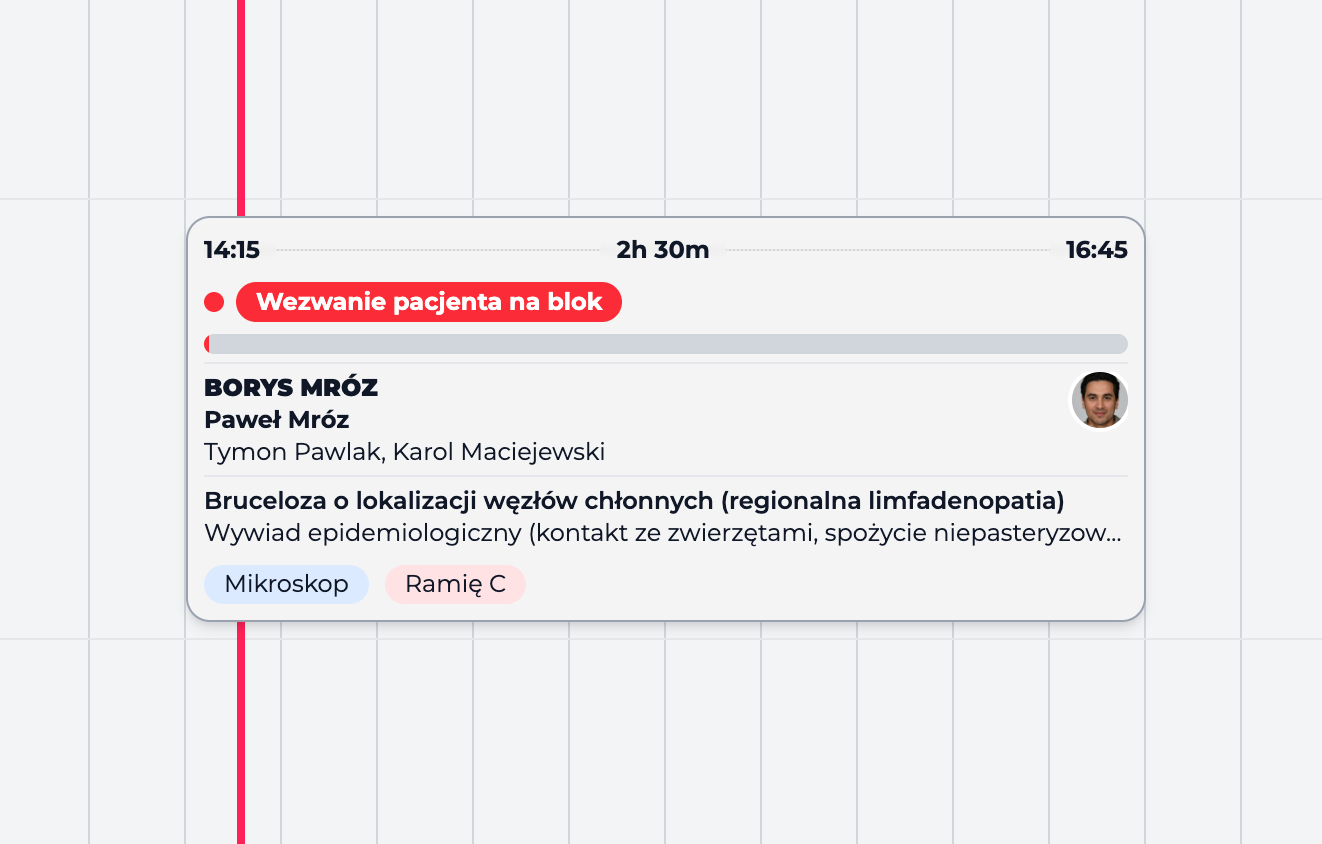 14:15 2h 30m 16:45
Wezwanie pacjenta na blok
BORYS MRÓZ
Paweł Mróz
Tymon Pawlak, Karol Maciejewski
Bruceloza o lokalizacji węzłów chłonnych (regionalna limfadenopatia)
Wywiad epidemiologiczny (kontakt ze zwierzętami, spożycie niepasteryzow...
Mikroskop Ramię C